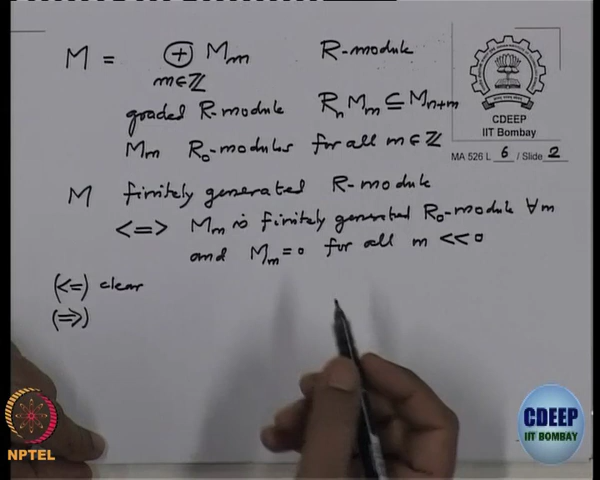 M = ⊕ M_m R-module
m∈ℤ
graded R-module R_n M_m ⊆ M_{n+m}
M_m R_0-modules for all m∈ℤ
M finitely generated R-module
<=> M_m is finitely generated R_0-module ∀m
and M_m = 0 for all m << 0
(<=) clear
(=>)
CDEEP
IIT Bombay
MA 526 L 6 / Slide 2
NPTEL
CDEEP
IIT BOMBAY